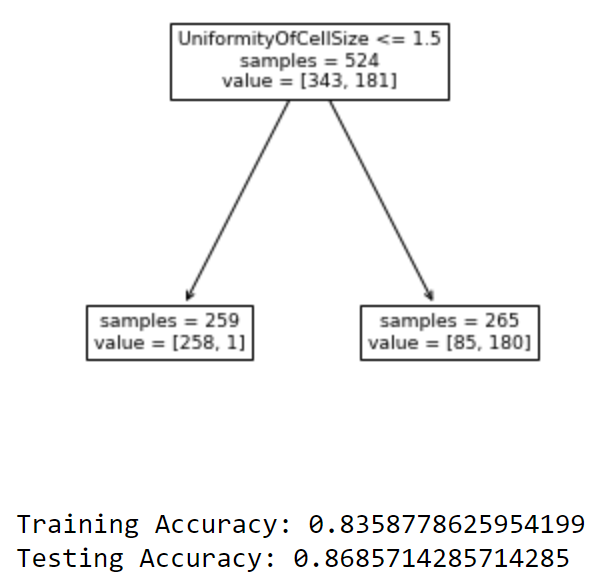 UniformityOfCellSize <= 1.5
samples = 524
value = [343, 181]
samples = 259
value = [258, 1]
samples = 265
value = [85, 180]
Training Accuracy: 0.8358778625954199
Testing Accuracy: 0.8685714285714285